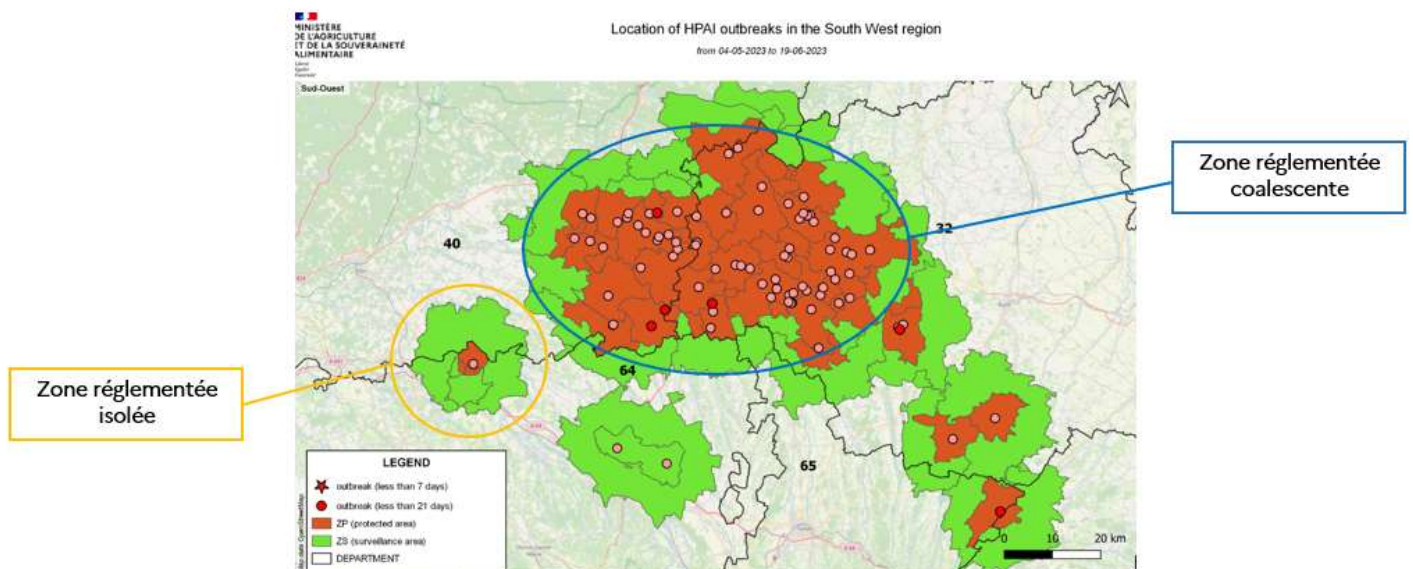 MINISTÈRE
DE L'AGRICULTURE
ET DE LA SOUVERAINETÉ
ALIMENTAIRE
Location of HPAI outbreaks in the South West region
from 04-05-2023 to 19-06-2023
Sud-Ouest
Zone réglementée
coalescente
40
32
Zone réglementée
isolée
64
65
LEGEND
outbreak (less than 7 days)
outbreak (less than 21 days)
ZP (protected area)
ZS (surveillance area)
DEPARTMENT
0 10 20 km
Map data OpenStreetMap